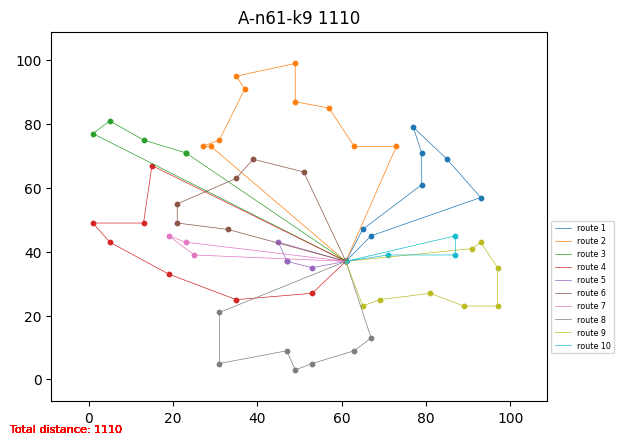 A-n61-k9 1110
100
80
60
40
20
0
0 20 40 60 80 100
route 1
route 2
route 3
route 4
route 5
route 6
route 7
route 8
route 9
route 10
Total distance: 1110